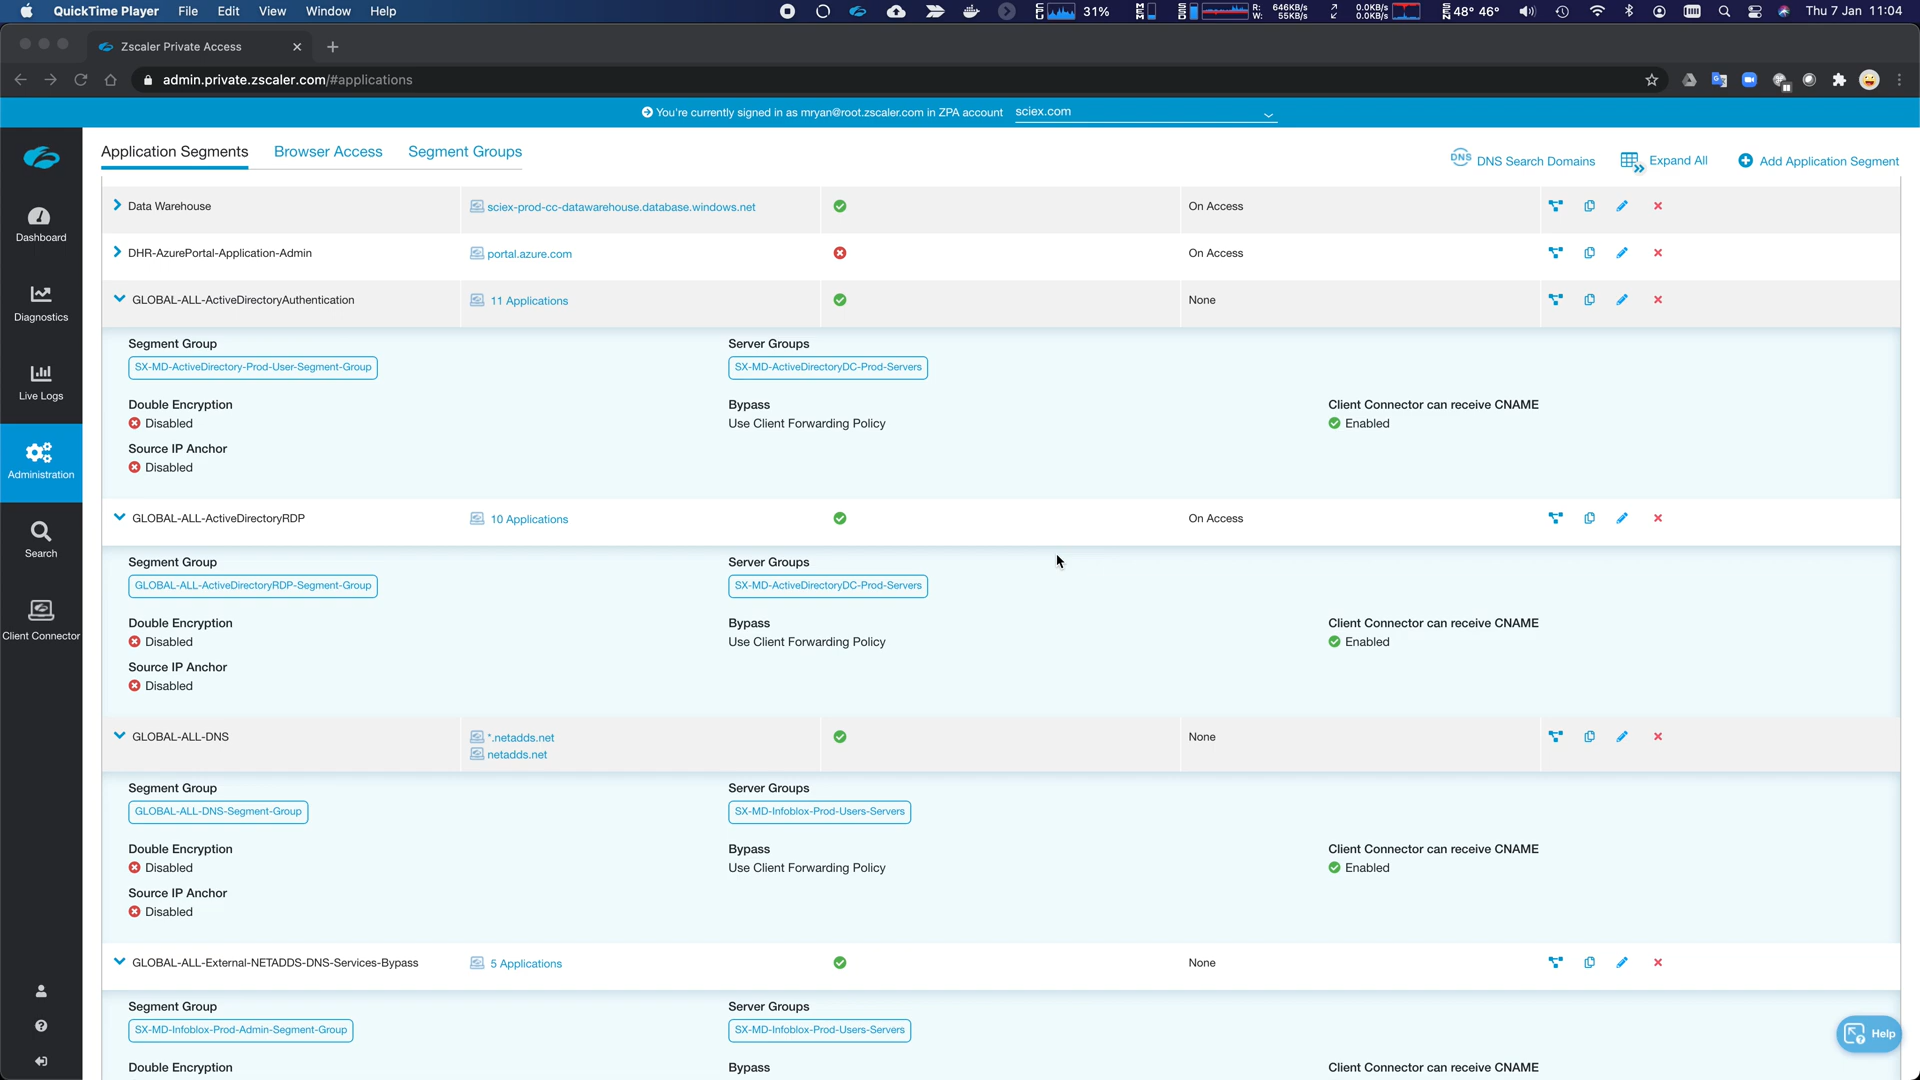 QuickTime Player File Edit View Window Help
31%
R: 646KB/s
W: 55KB/s
0.0KB/s
0.0KB/s
48° 46°
Thu 7 Jan 11:04
Zscaler Private Access
admin.private.zscaler.com/#applications
You're currently signed in as mryan@root.zscaler.com in ZPA account sciex.com
Application Segments Browser Access Segment Groups
DNS DNS Search Domains Expand All Add Application Segment
Dashboard
Diagnostics
Live Logs
Administration
Search
Client Connector
Data Warehouse sciex-prod-cc-datawarehouse.database.windows.net On Access
DHR-AzurePortal-Application-Admin portal.azure.com On Access
GLOBAL-ALL-ActiveDirectoryAuthentication 11 Applications None
Segment Group Server Groups
SX-MD-ActiveDirectory-Prod-User-Segment-Group SX-MD-ActiveDirectoryDC-Prod-Servers
Double Encryption Bypass Client Connector can receive CNAME
Disabled Use Client Forwarding Policy Enabled
Source IP Anchor
Disabled
GLOBAL-ALL-ActiveDirectoryRDP 10 Applications On Access
Segment Group Server Groups
GLOBAL-ALL-ActiveDirectoryRDP-Segment-Group SX-MD-ActiveDirectoryDC-Prod-Servers
Double Encryption Bypass Client Connector can receive CNAME
Disabled Use Client Forwarding Policy Enabled
Source IP Anchor
Disabled
GLOBAL-ALL-DNS *.netadds.net None
netadds.net
Segment Group Server Groups
GLOBAL-ALL-DNS-Segment-Group SX-MD-Infoblox-Prod-Users-Servers
Double Encryption Bypass Client Connector can receive CNAME
Disabled Use Client Forwarding Policy Enabled
Source IP Anchor
Disabled
GLOBAL-ALL-External-NETADDS-DNS-Services-Bypass 5 Applications None
Segment Group Server Groups
SX-MD-Infoblox-Prod-Admin-Segment-Group SX-MD-Infoblox-Prod-Users-Servers
Double Encryption Bypass Client Connector can receive CNAME
Help